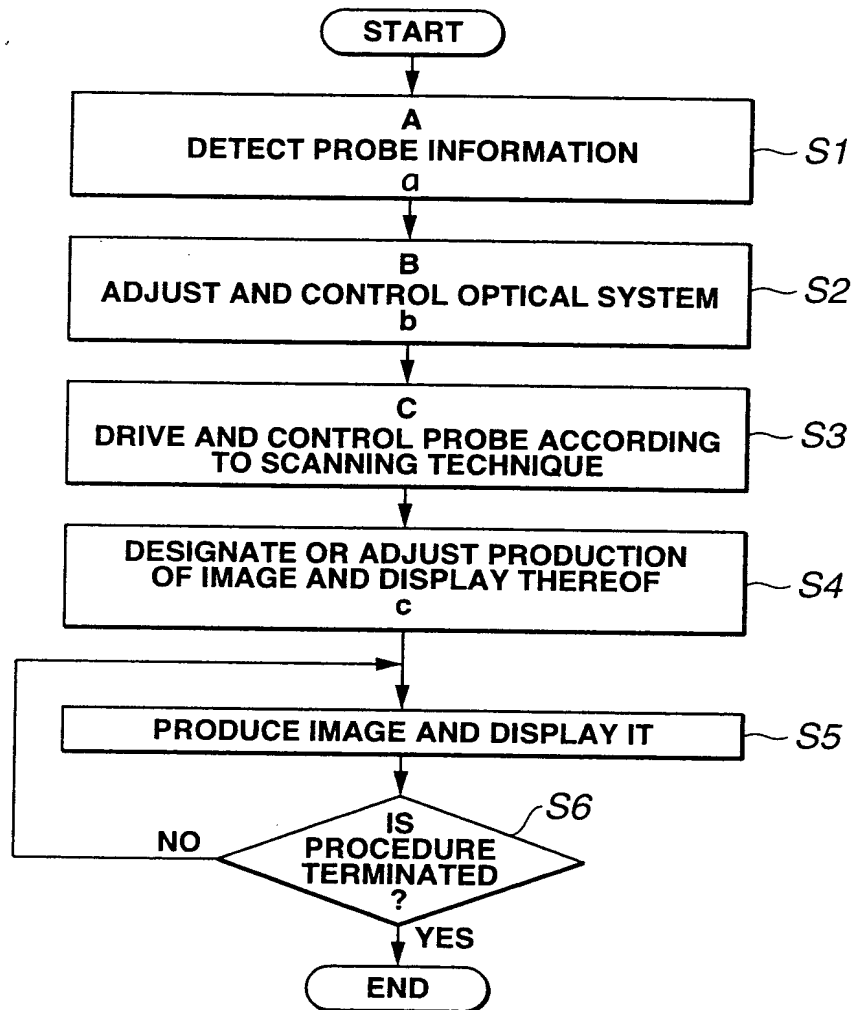 START
A
DETECT PROBE INFORMATION
a
S1
B
ADJUST AND CONTROL OPTICAL SYSTEM
b
S2
C
DRIVE AND CONTROL PROBE ACCORDING
TO SCANNING TECHNIQUE
S3
DESIGNATE OR ADJUST PRODUCTION
OF IMAGE AND DISPLAY THEREOF
c
S4
PRODUCE IMAGE AND DISPLAY IT
S5
S6
IS
PROCEDURE
TERMINATED
?
NO
YES
END